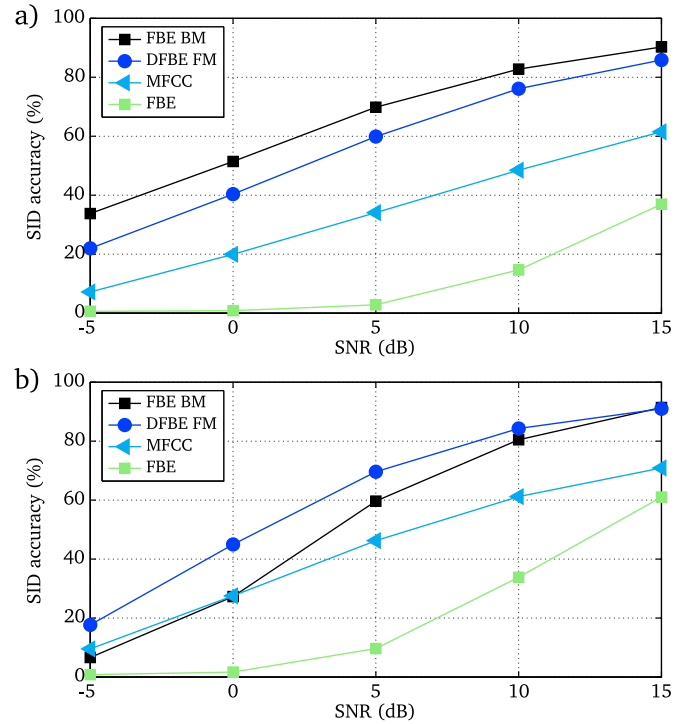 a)
100
80
60
40
20
0
SID accuracy (%)
FBE BM
DFBE FM
MFCC
FBE
-5 0 5 10 15
SNR (dB)
b)
100
80
60
40
20
0
SID accuracy (%)
FBE BM
DFBE FM
MFCC
FBE
-5 0 5 10 15
SNR (dB)